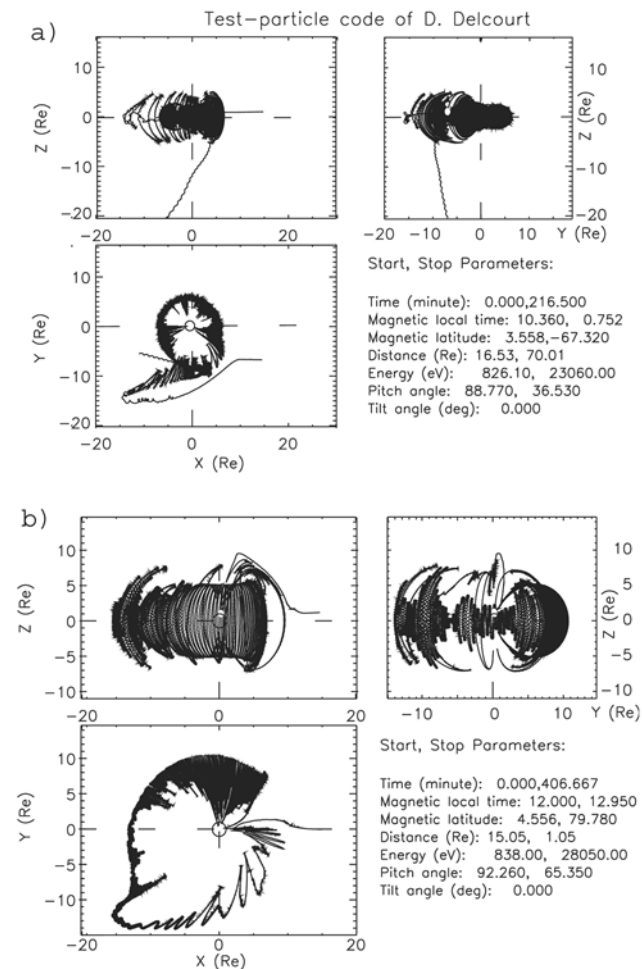 Test-particle code of D. Delcourt
a)
Z (Re)
10
0
-10
-20
-20 0 20
10
0
-10
-20
Z (Re)
-20 -10 0 10 Y (Re)
Y (Re)
10
0
-10
-20
-20 0 20
X (Re)
Start, Stop Parameters:
Time (minute): 0.000,216.500
Magnetic local time: 10.360, 0.752
Magnetic latitude: 3.558,-67.320
Distance (Re): 16.53, 70.01
Energy (eV): 826.10, 23060.00
Pitch angle: 88.770, 36.530
Tilt angle (deg): 0.000
b)
Z (Re)
10
5
0
-5
-10
-20 0 20
10
5
0
-5
-10
Z (Re)
-10 0 10 Y (Re)
Y (Re)
10
5
0
-5
-10
-15
-20 0 20
X (Re)
Start, Stop Parameters:
Time (minute): 0.000,406.667
Magnetic local time: 12.000, 12.950
Magnetic latitude: 4.556, 79.780
Distance (Re): 15.05, 1.05
Energy (eV): 838.00, 28050.00
Pitch angle: 92.260, 65.350
Tilt angle (deg): 0.000